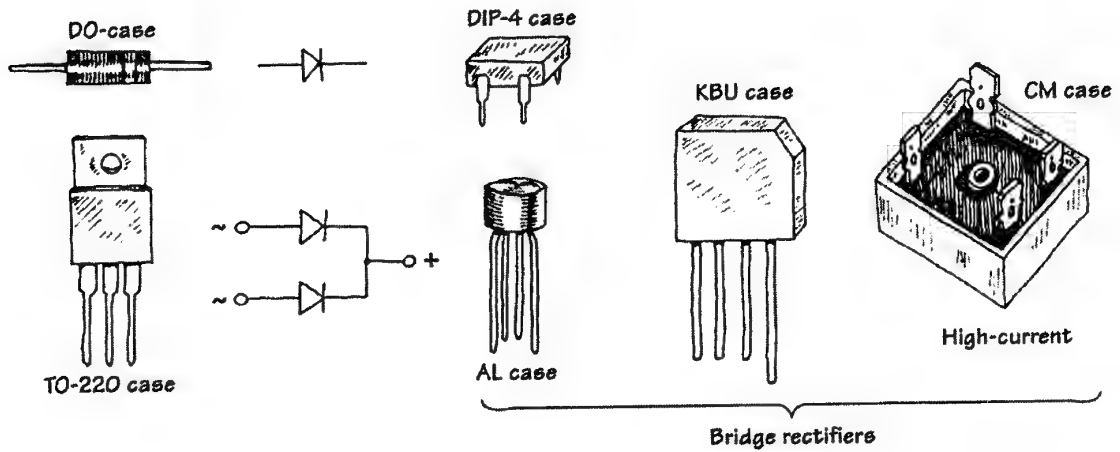 DO-case
DIP-4 case
KBU case
CM case
~
+
~
TO-220 case
AL case
High-current
Bridge rectifiers